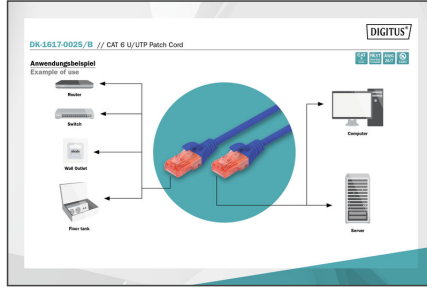 DIGITUS®
DK-1617-0025/B // CAT 6 U/UTP Patch Cord
Anwendungsbeispiel
Example of use
Router
Switch
Wall Outlet
Floor tank
Computer
Server
CAT